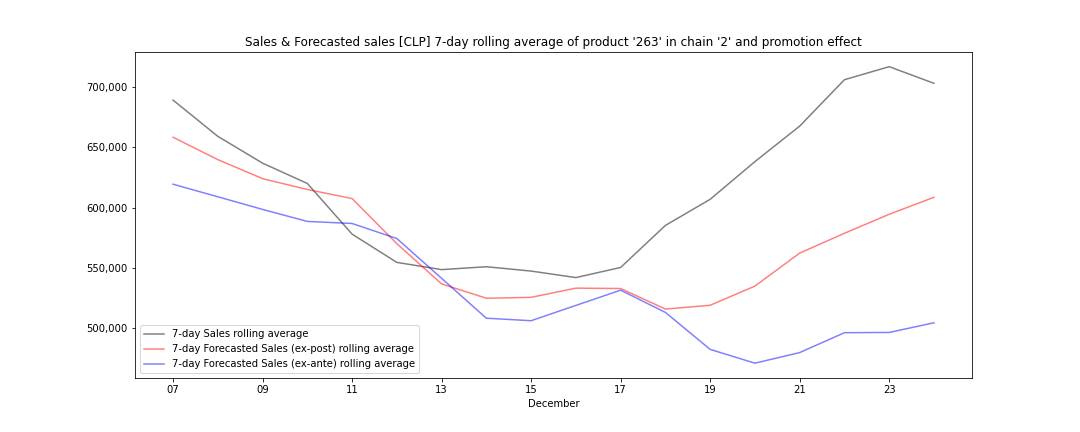 Sales & Forecasted sales [CLP] 7-day rolling average of product '263' in chain '2' and promotion effect
700,000
650,000
600,000
550,000
500,000
7-day Sales rolling average
7-day Forecasted Sales (ex-post) rolling average
7-day Forecasted Sales (ex-ante) rolling average
07 09 11 13 15 17 19 21 23
December